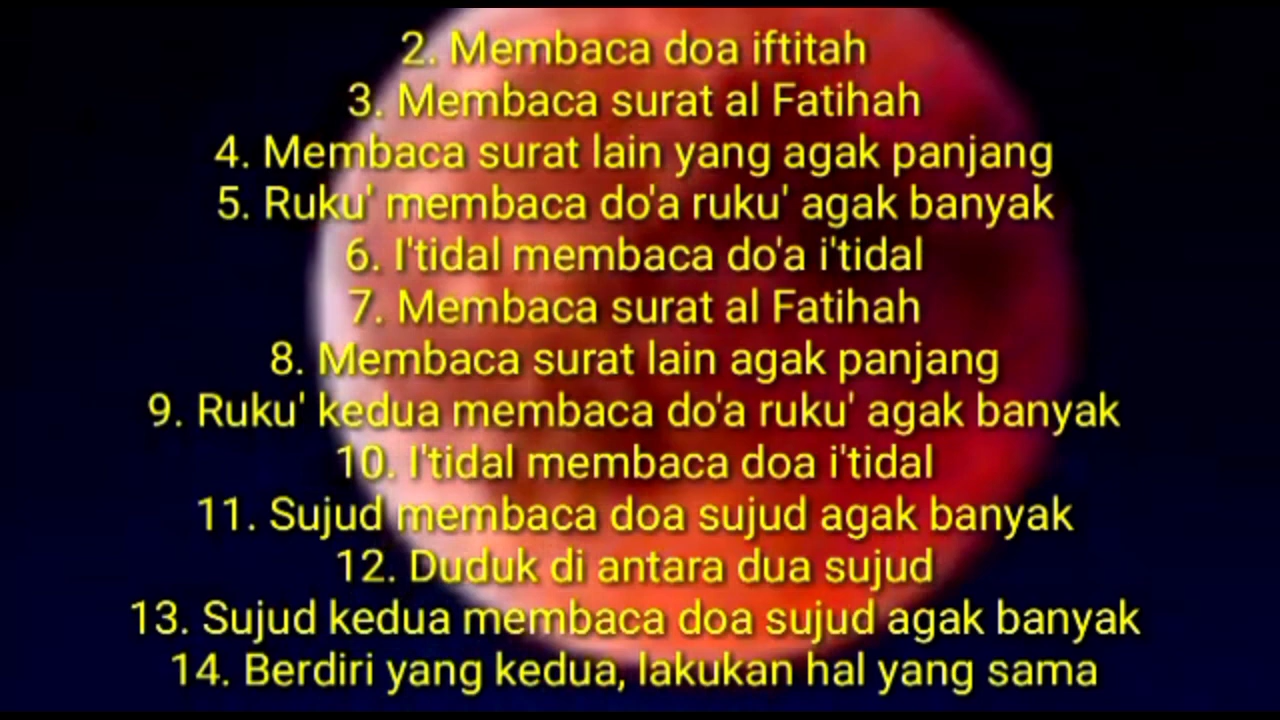 2. Membaca doa iftitah
3. Membaca surat al Fatihah
4. Membaca surat lain yang agak panjang
5. Ruku' membaca do'a ruku' agak banyak
6. I'tidal membaca do'a i'tidal
7. Membaca surat al Fatihah
8. Membaca surat lain agak panjang
9. Ruku' kedua membaca do'a ruku' agak banyak
10. I'tidal membaca doa i'tidal
11. Sujud membaca doa sujud agak banyak
12. Duduk di antara dua sujud
13. Sujud kedua membaca doa sujud agak banyak
14. Berdiri yang kedua, lakukan hal yang sama